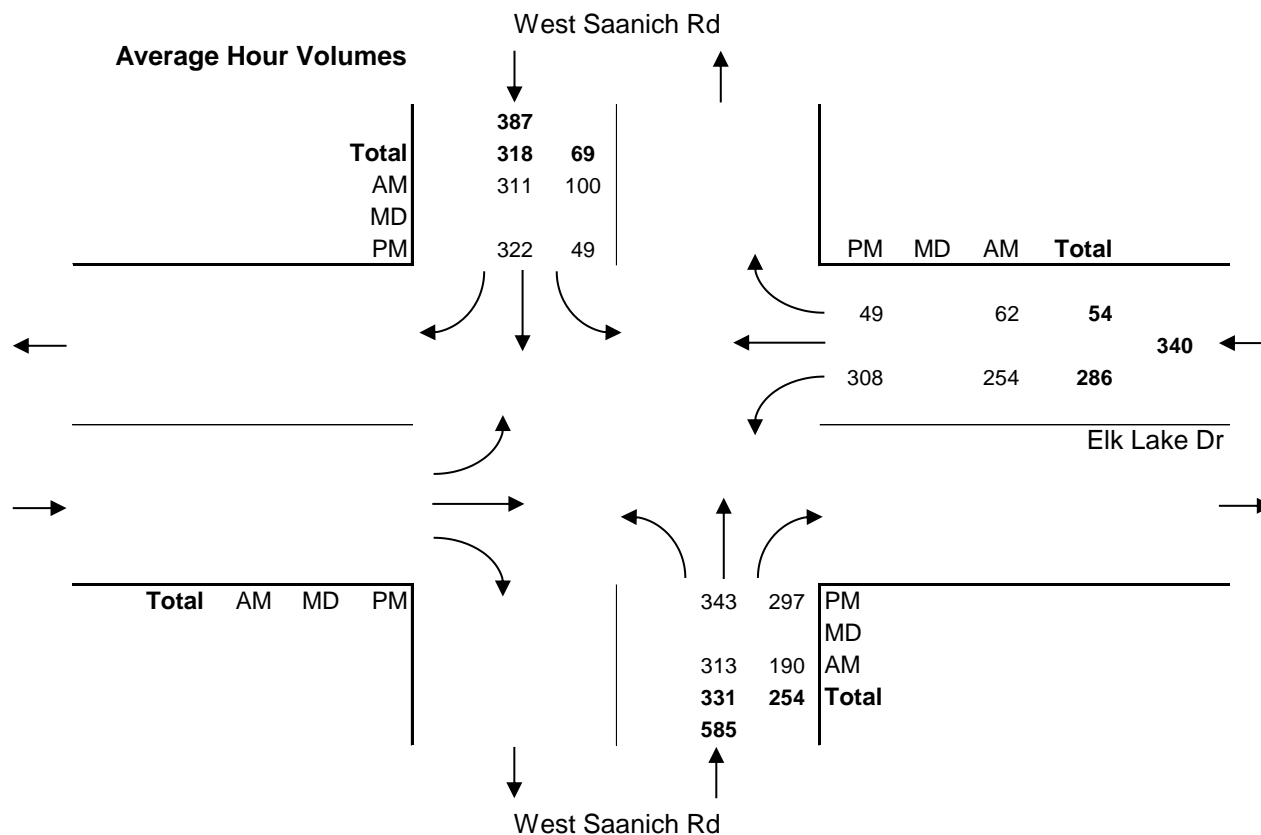 West Saanich Rd
Average Hour Volumes
387
Total 318 69
AM 311 100
MD
PM 322 49
PM MD AM Total
49 62 54
340
308 254 286
Elk Lake Dr
Total AM MD PM
343 297 PM
MD
313 190 AM
331 254 Total
585
West Saanich Rd